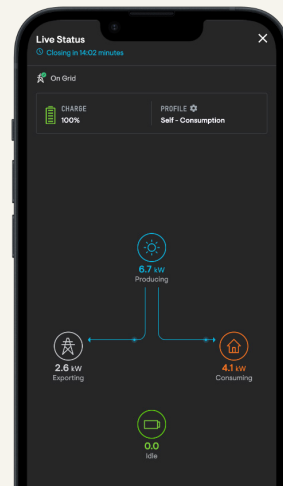 Live Status
Closing in 14:02 minutes
On Grid
CHARGE
100%
PROFILE
Self - Consumption
6.7 kW
Producing
2.6 kW
Exporting
4.1 kW
Consuming
0.0
Idle